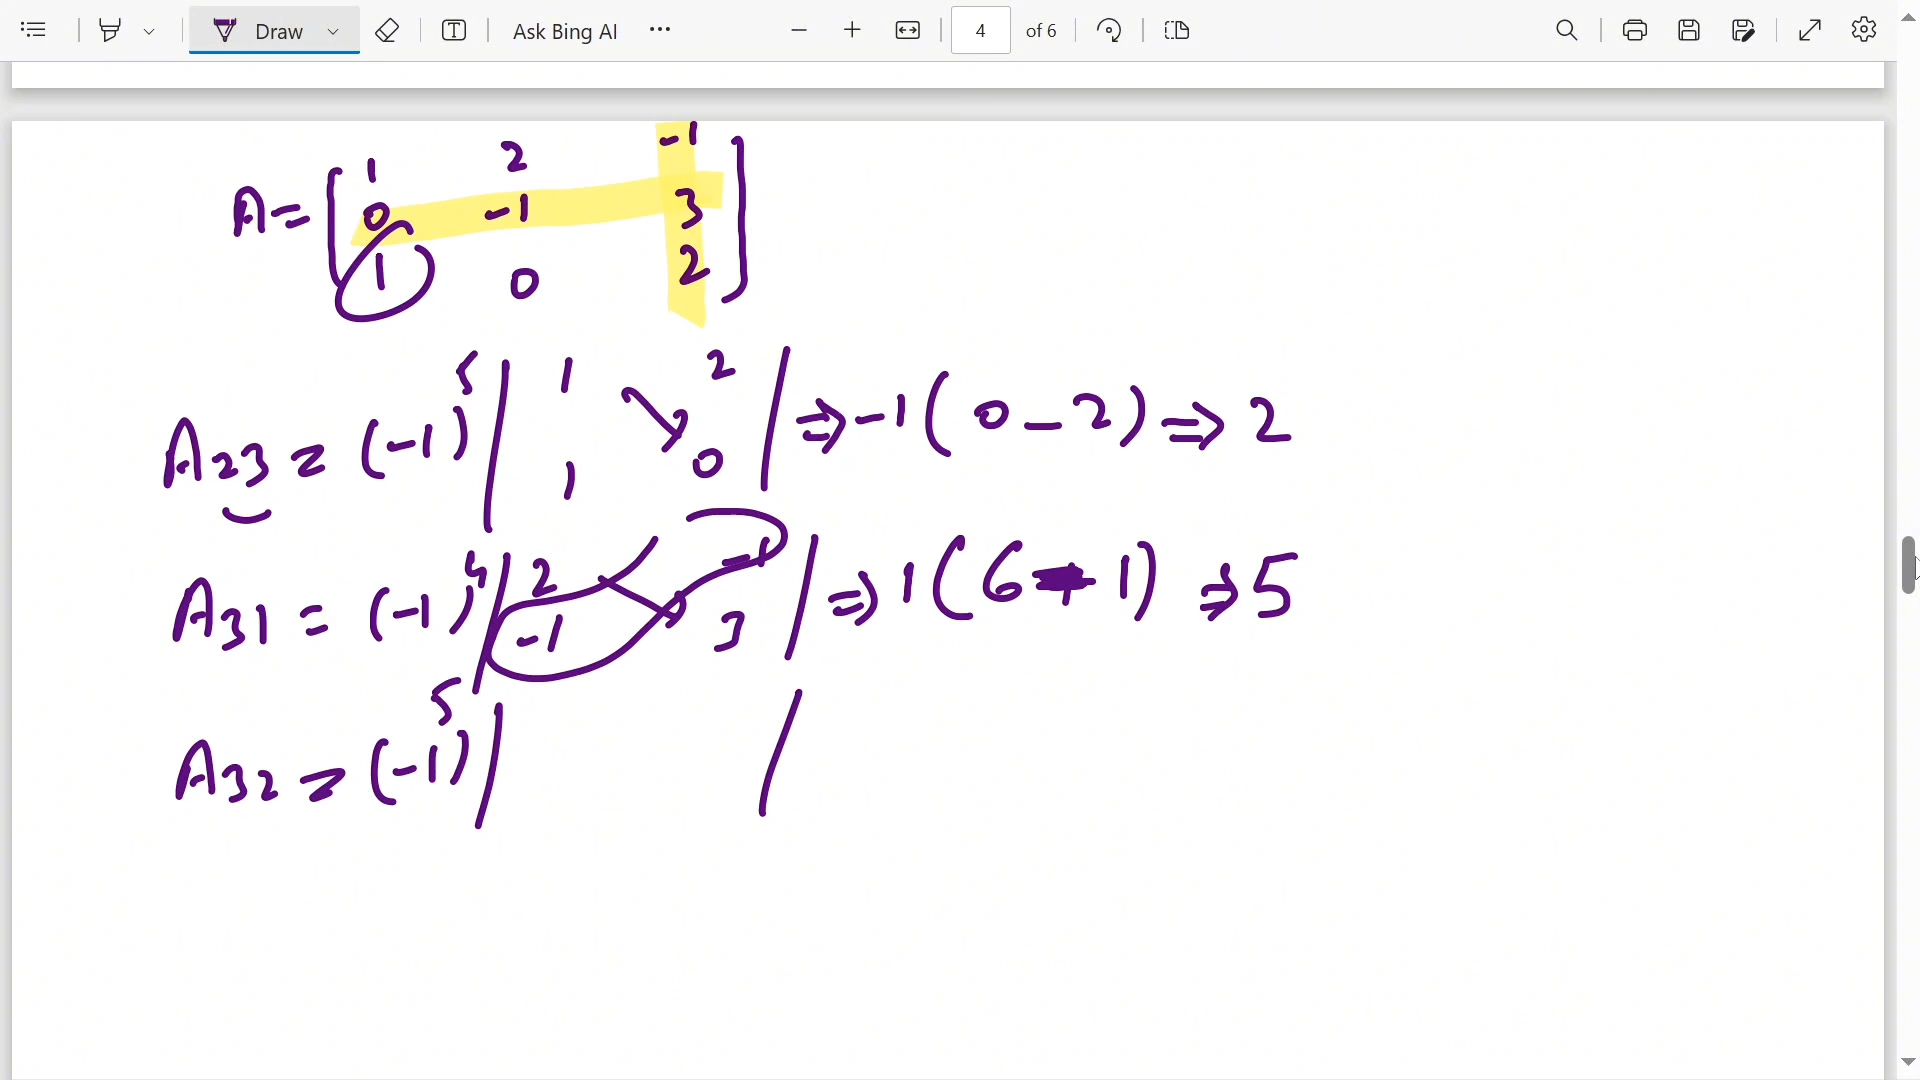 Draw Ask Bing AI 4 of 6
1 2 -1
A= 0 -1 3
1 0 2
A23 = (-1)^5 | 1 2 | ⇒ -1 ( 0 - 2 ) ⇒ 2
1 0
A31 = (-1)^4 | 2 -1 | ⇒ 1 ( 6 - 1 ) ⇒ 5
-1 3
A32 = (-1)^5 | |